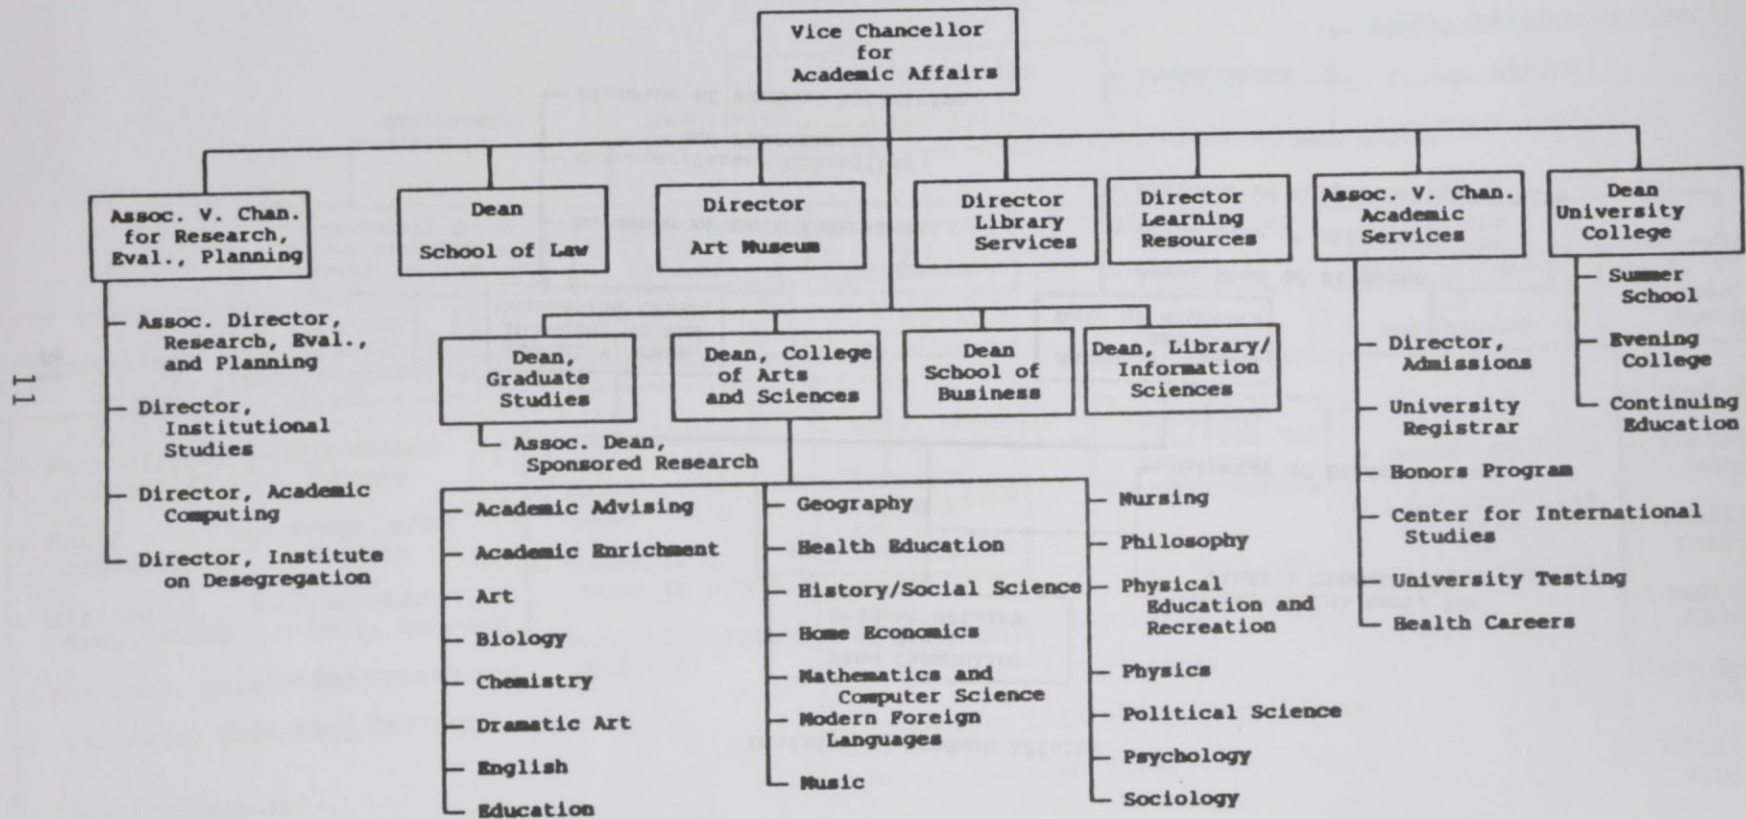 Vice Chancellor
for
Academic Affairs
Assoc. V. Chan.
for Research,
Eval., Planning
Dean
School of Law
Director
Art Museum
Director
Library
Services
Director
Learning
Resources
Assoc. V. Chan.
Academic
Services
Dean
University
College
Assoc. Director,
Research, Eval.,
and Planning
Director,
Institutional
Studies
Director, Academic
Computing
Director, Institute
on Desegregation
Dean,
Graduate
Studies
Assoc. Dean,
Sponsored Research
Dean, College
of Arts
and Sciences
Dean
School of
Business
Dean, Library/
Information
Sciences
Academic Advising
Academic Enrichment
Art
Biology
Chemistry
Dramatic Art
English
Education
Geography
Health Education
History/Social Science
Home Economics
Mathematics and
Computer Science
Modern Foreign
Languages
Music
Nursing
Philosophy
Physical
Education and
Recreation
Physics
Political Science
Psychology
Sociology
Director,
Admissions
University
Registrar
Honors Program
Center for International
Studies
University Testing
Health Careers
Summer
School
Evening
College
Continuing
Education
11